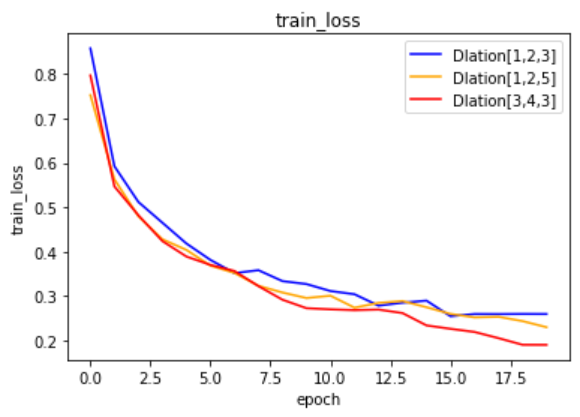 train_loss
Dlation[1,2,3]
Dlation[1,2,5]
Dlation[3,4,3]
train_loss
0.8
0.7
0.6
0.5
0.4
0.3
0.2
0.0 2.5 5.0 7.5 10.0 12.5 15.0 17.5
epoch